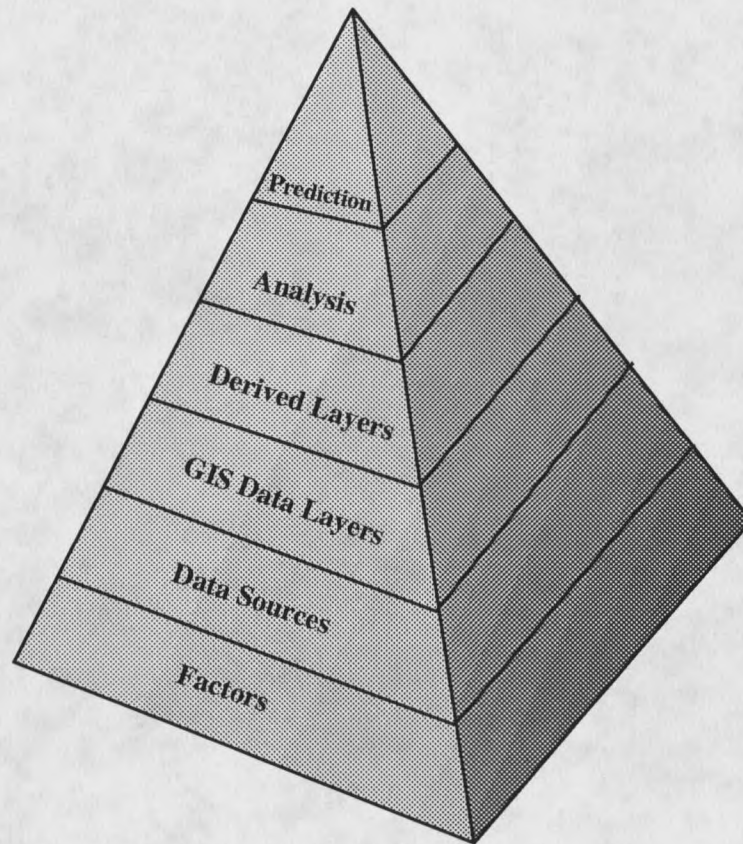 Prediction
Analysis
Derived Layers
GIS Data Layers
Data Sources
Factors